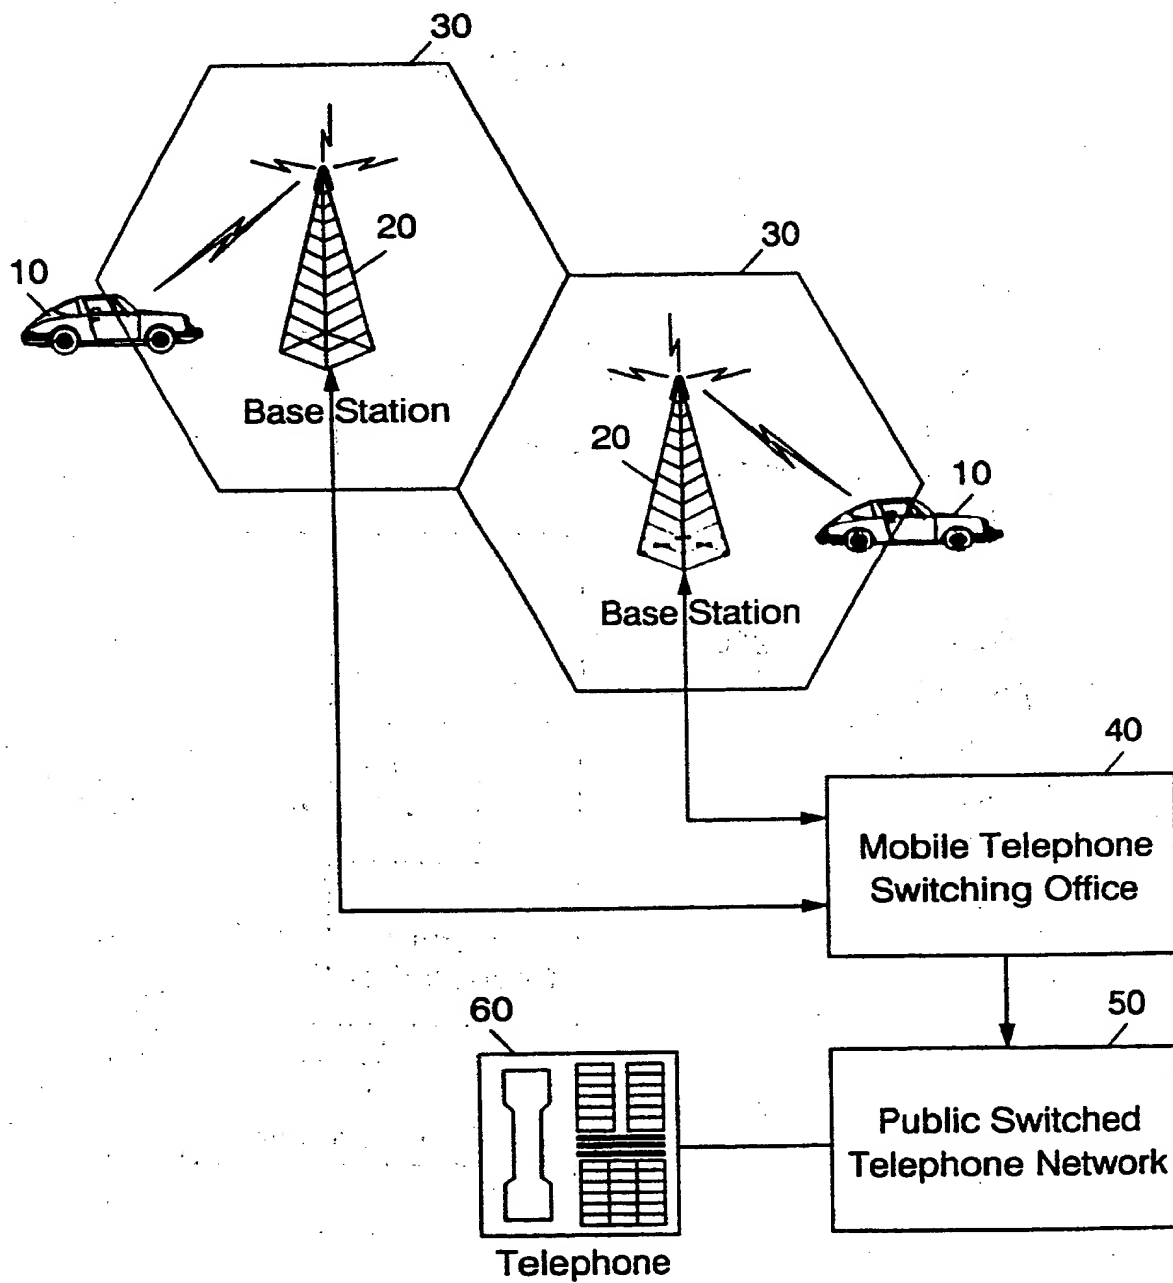 30
20
30
10
Base Station
20
10
Base Station
40
Mobile Telephone
Switching Office
60
50
Public Switched
Telephone Network
Telephone